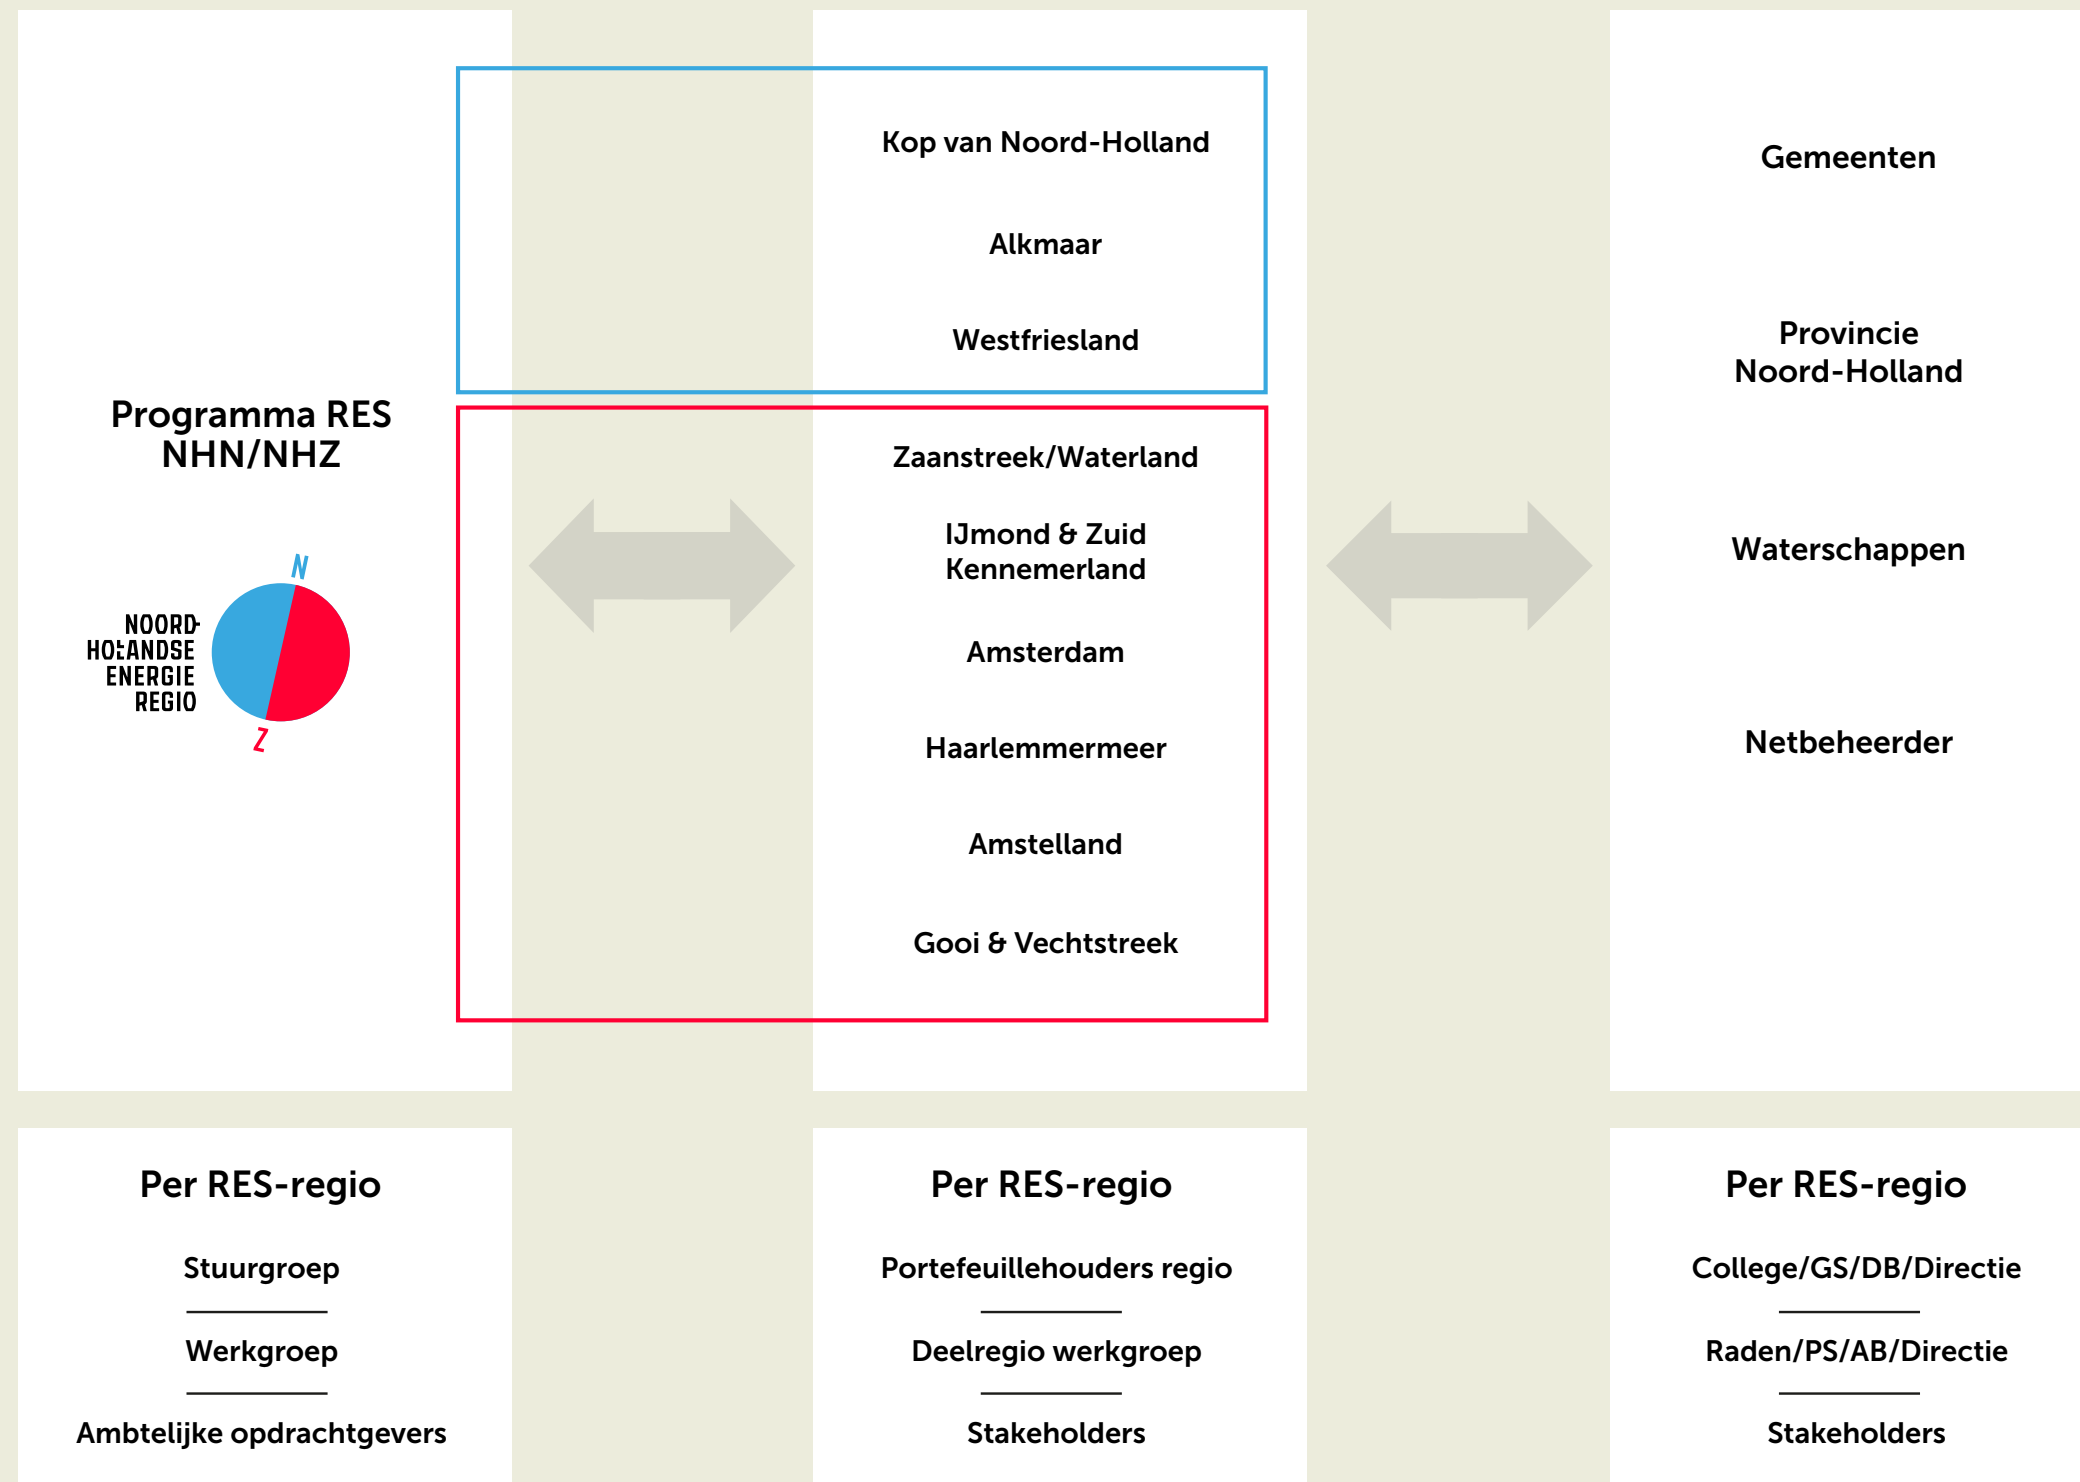 Programma RES
NHN/NHZ
N
NOORD-
HOLLANDSE
ENERGIE
REGIO
Z
Kop van Noord-Holland
Alkmaar
Westfriesland
Zaanstreek/Waterland
IJmond & Zuid
Kennemerland
Amsterdam
Haarlemmermeer
Amstelland
Gooi & Vechtstreek
Gemeenten
Provincie
Noord-Holland
Waterschappen
Netbeheerder
Per RES-regio
Stuurgroep
Werkgroep
Ambtelijke opdrachtgevers
Per RES-regio
Portefeuillehouders regio
Deelregio werkgroep
Stakeholders
Per RES-regio
College/GS/DB/Directie
Raden/PS/AB/Directie
Stakeholders